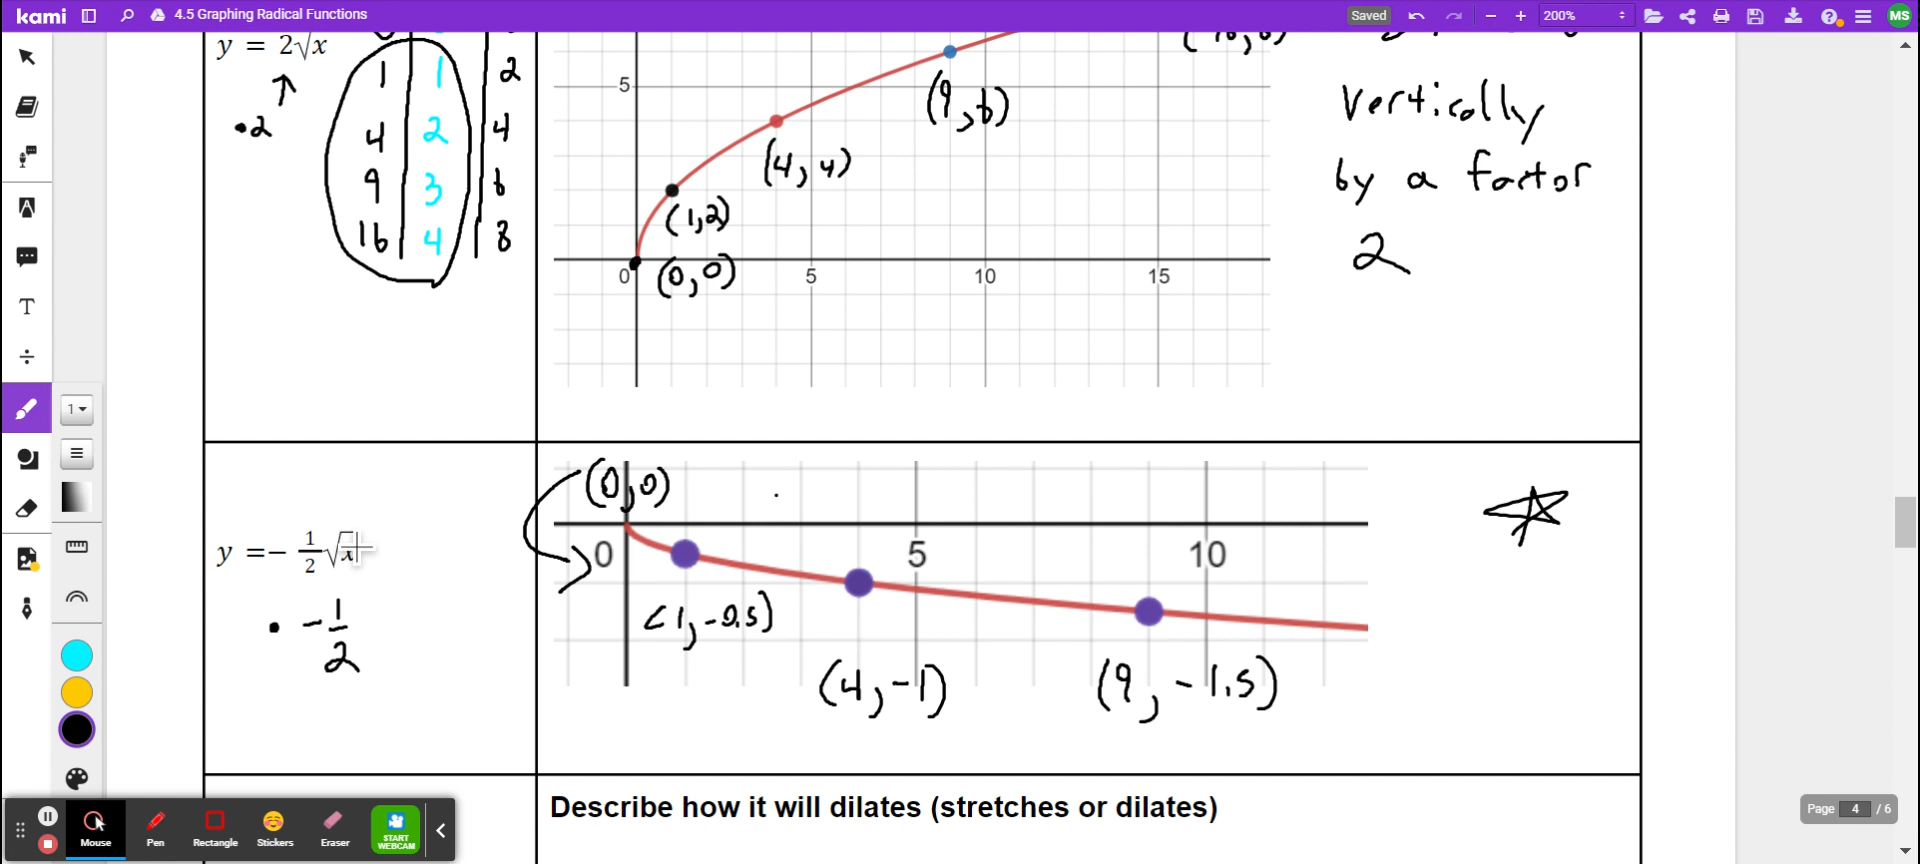 kami 4.5 Graphing Radical Functions Saved 200% MS
y = 2√x
•2
1 1 2
4 2 4
9 3 6
16 4 8
5
(9, 6)
(4, 4)
(1, 2)
0 (0, 0) 5 10 15
Vertically
by a factor
2
y =− 1/2 √x
• -1/2
(0, 0)
0 5 10
(1, -0.5)
(4, -1)
(9, -1.5)
Describe how it will dilates (stretches or dilates)
T
1
Page 4 / 6
Mouse Pen Rectangle Stickers Eraser START WEBCAM